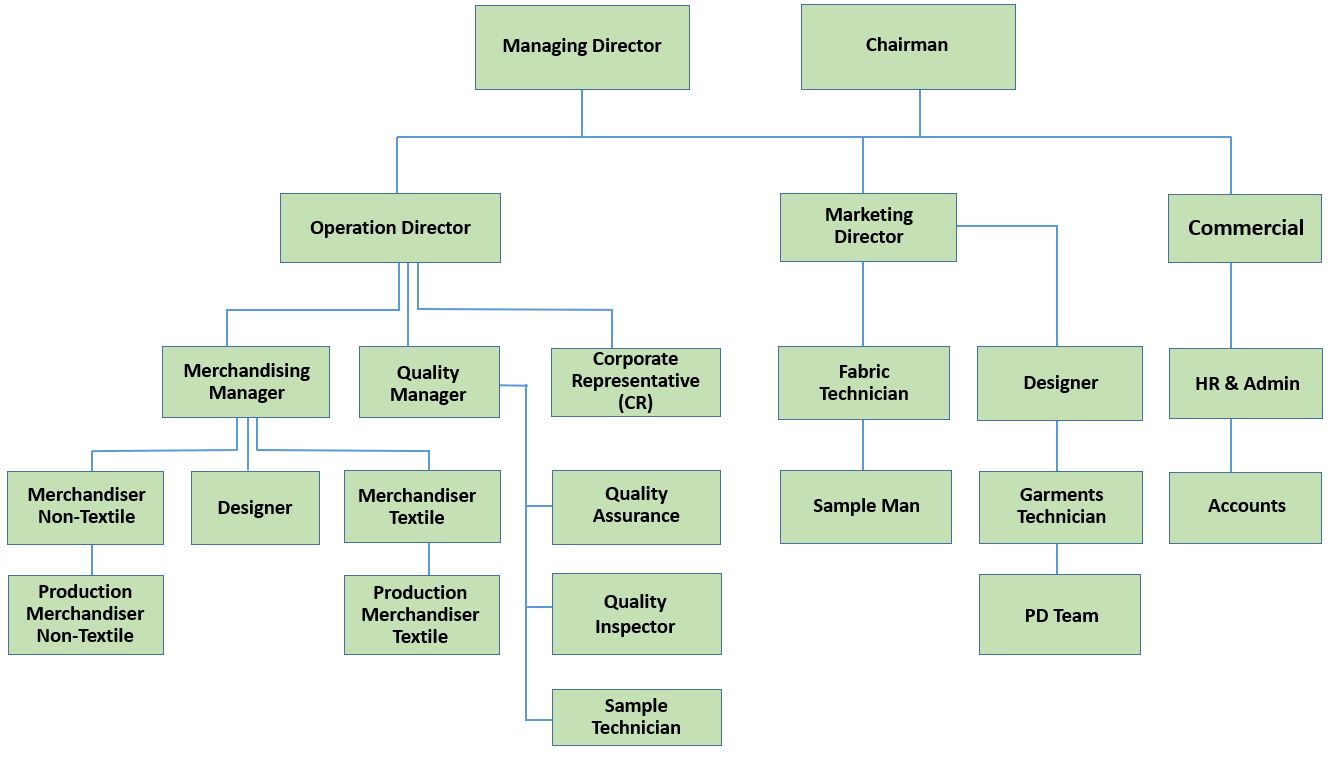 Managing Director
Chairman
Operation Director
Marketing
Director
Commercial
Merchandising
Manager
Quality
Manager
Corporate
Representative
(CR)
Fabric
Technician
Designer
HR & Admin
Merchandiser
Non-Textile
Designer
Merchandiser
Textile
Quality
Assurance
Sample Man
Garments
Technician
Accounts
Production
Merchandiser
Non-Textile
Production
Merchandiser
Textile
Quality
Inspector
PD Team
Sample
Technician